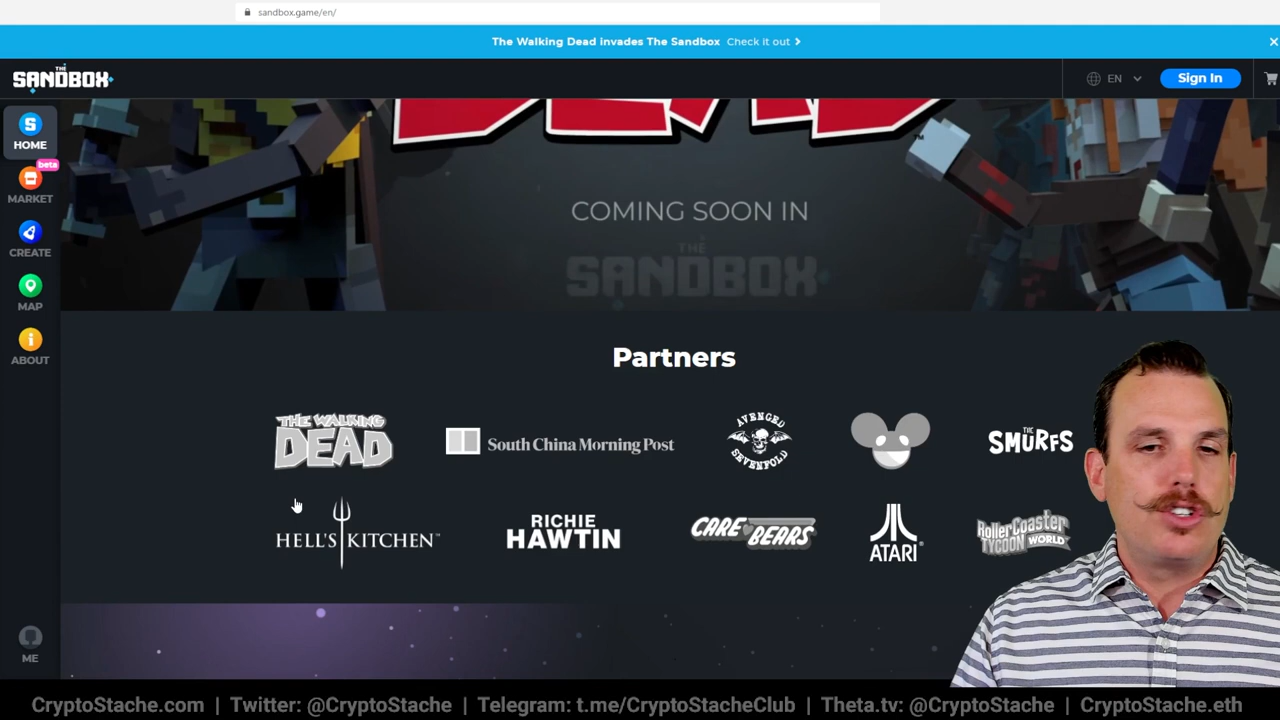 sandbox.game/en/
The Walking Dead invades The Sandbox Check it out >
THE SANDBOX
EN
Sign In
HOME
beta
MARKET
CREATE
MAP
ABOUT
ME
DEAD
COMING SOON IN
THE
SANDBOX
Partners
THE WALKING
DEAD
South China Morning Post
AVENGED
SEVENFOLD
THE
SMURFS
HELL'S KITCHEN™
RICHIE
HAWTIN
CARE BEARS
ATARI®
RollerCoaster
TYCOON WORLD
CryptoStache.com | Twitter: @CryptoStache | Telegram: t.me/CryptoStacheClub | Theta.tv: @CryptoStache | CryptoStache.eth